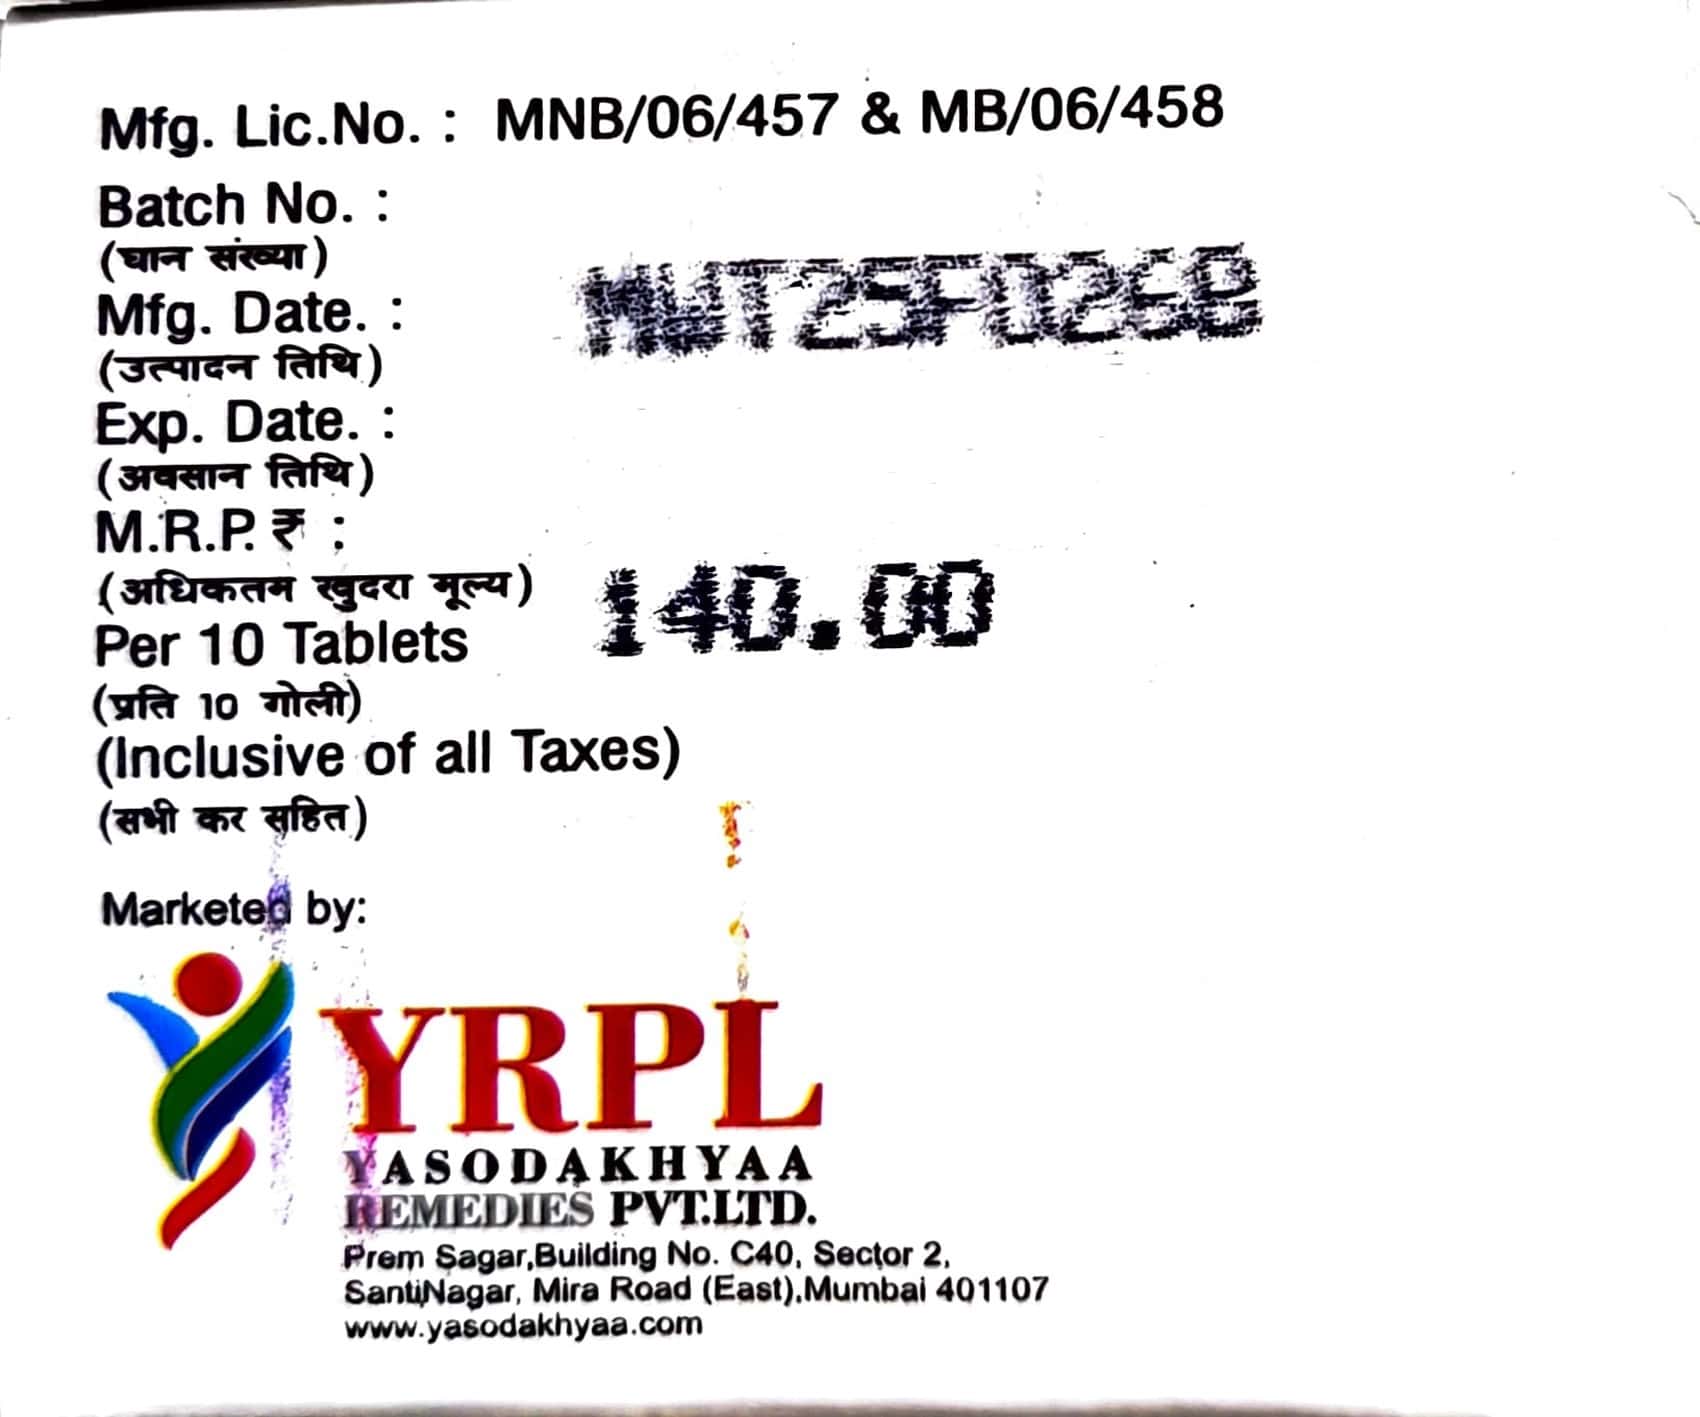 Mfg. Lic.No. : MNB/06/457 & MB/06/458
Batch No. :
(घान संख्या)
Mfg. Date. :
(उत्पादन तिथि)
Exp. Date. :
(अवसान तिथि)
M.R.P. ₹ :
(अधिकतम खुदरा मूल्य) 140.00
Per 10 Tablets
(प्रति 10 गोली)
(Inclusive of all Taxes)
(सभी कर सहित)
Marketed by:
YRPL
YASODAKHYAA
REMEDIES PVT.LTD.
Prem Sagar,Building No. C40, Sector 2,
SantiNagar, Mira Road (East),Mumbai 401107
www.yasodakhyaa.com